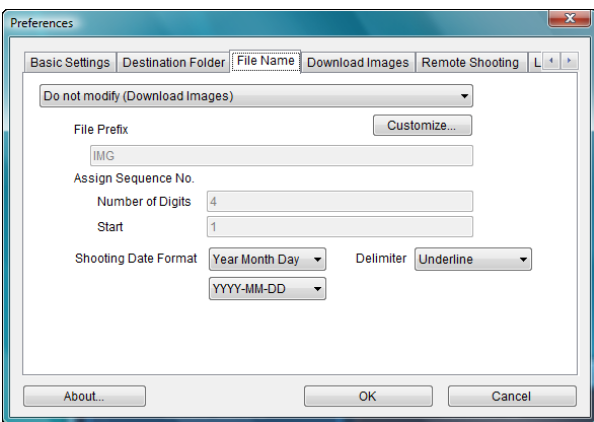 Preferences
Basic Settings Destination Folder File Name Download Images Remote Shooting L
Do not modify (Download Images)
File Prefix Customize...
IMG
Assign Sequence No.
Number of Digits 4
Start 1
Shooting Date Format Year Month Day Delimiter Underline
YYYY-MM-DD
About... OK Cancel